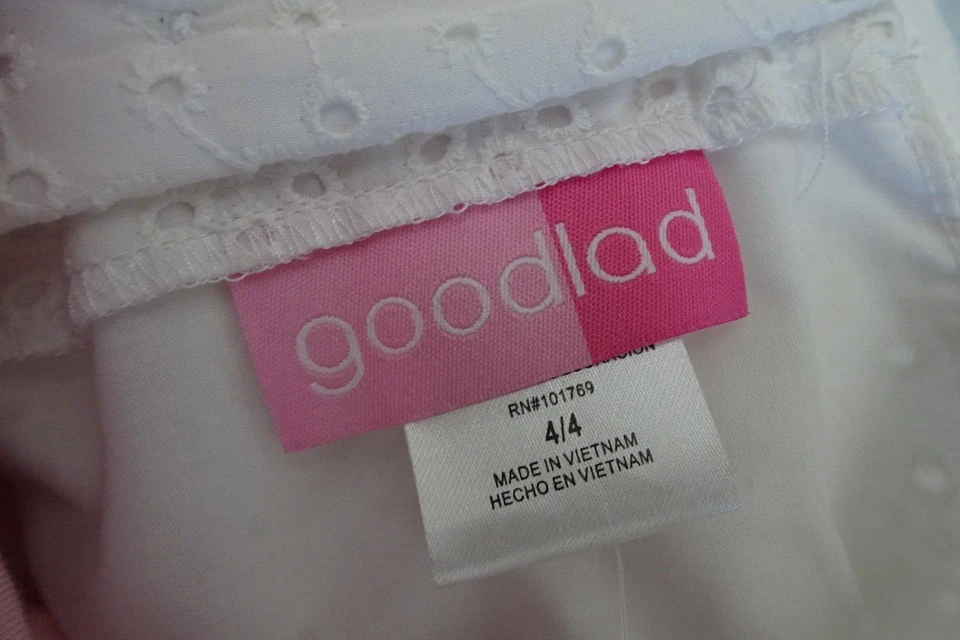 goodlad
RN#101769
4/4
MADE IN VIETNAM
HECHO EN VIETNAM